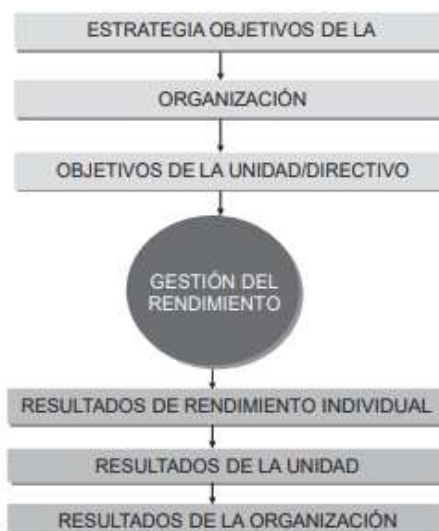 ESTRATEGIA OBJETIVOS DE LA
ORGANIZACIÓN
OBJETIVOS DE LA UNIDAD/DIRECTIVO
GESTIÓN DEL
RENDIMIENTO
RESULTADOS DE RENDIMIENTO INDIVIDUAL
RESULTADOS DE LA UNIDAD
RESULTADOS DE LA ORGANIZACIÓN